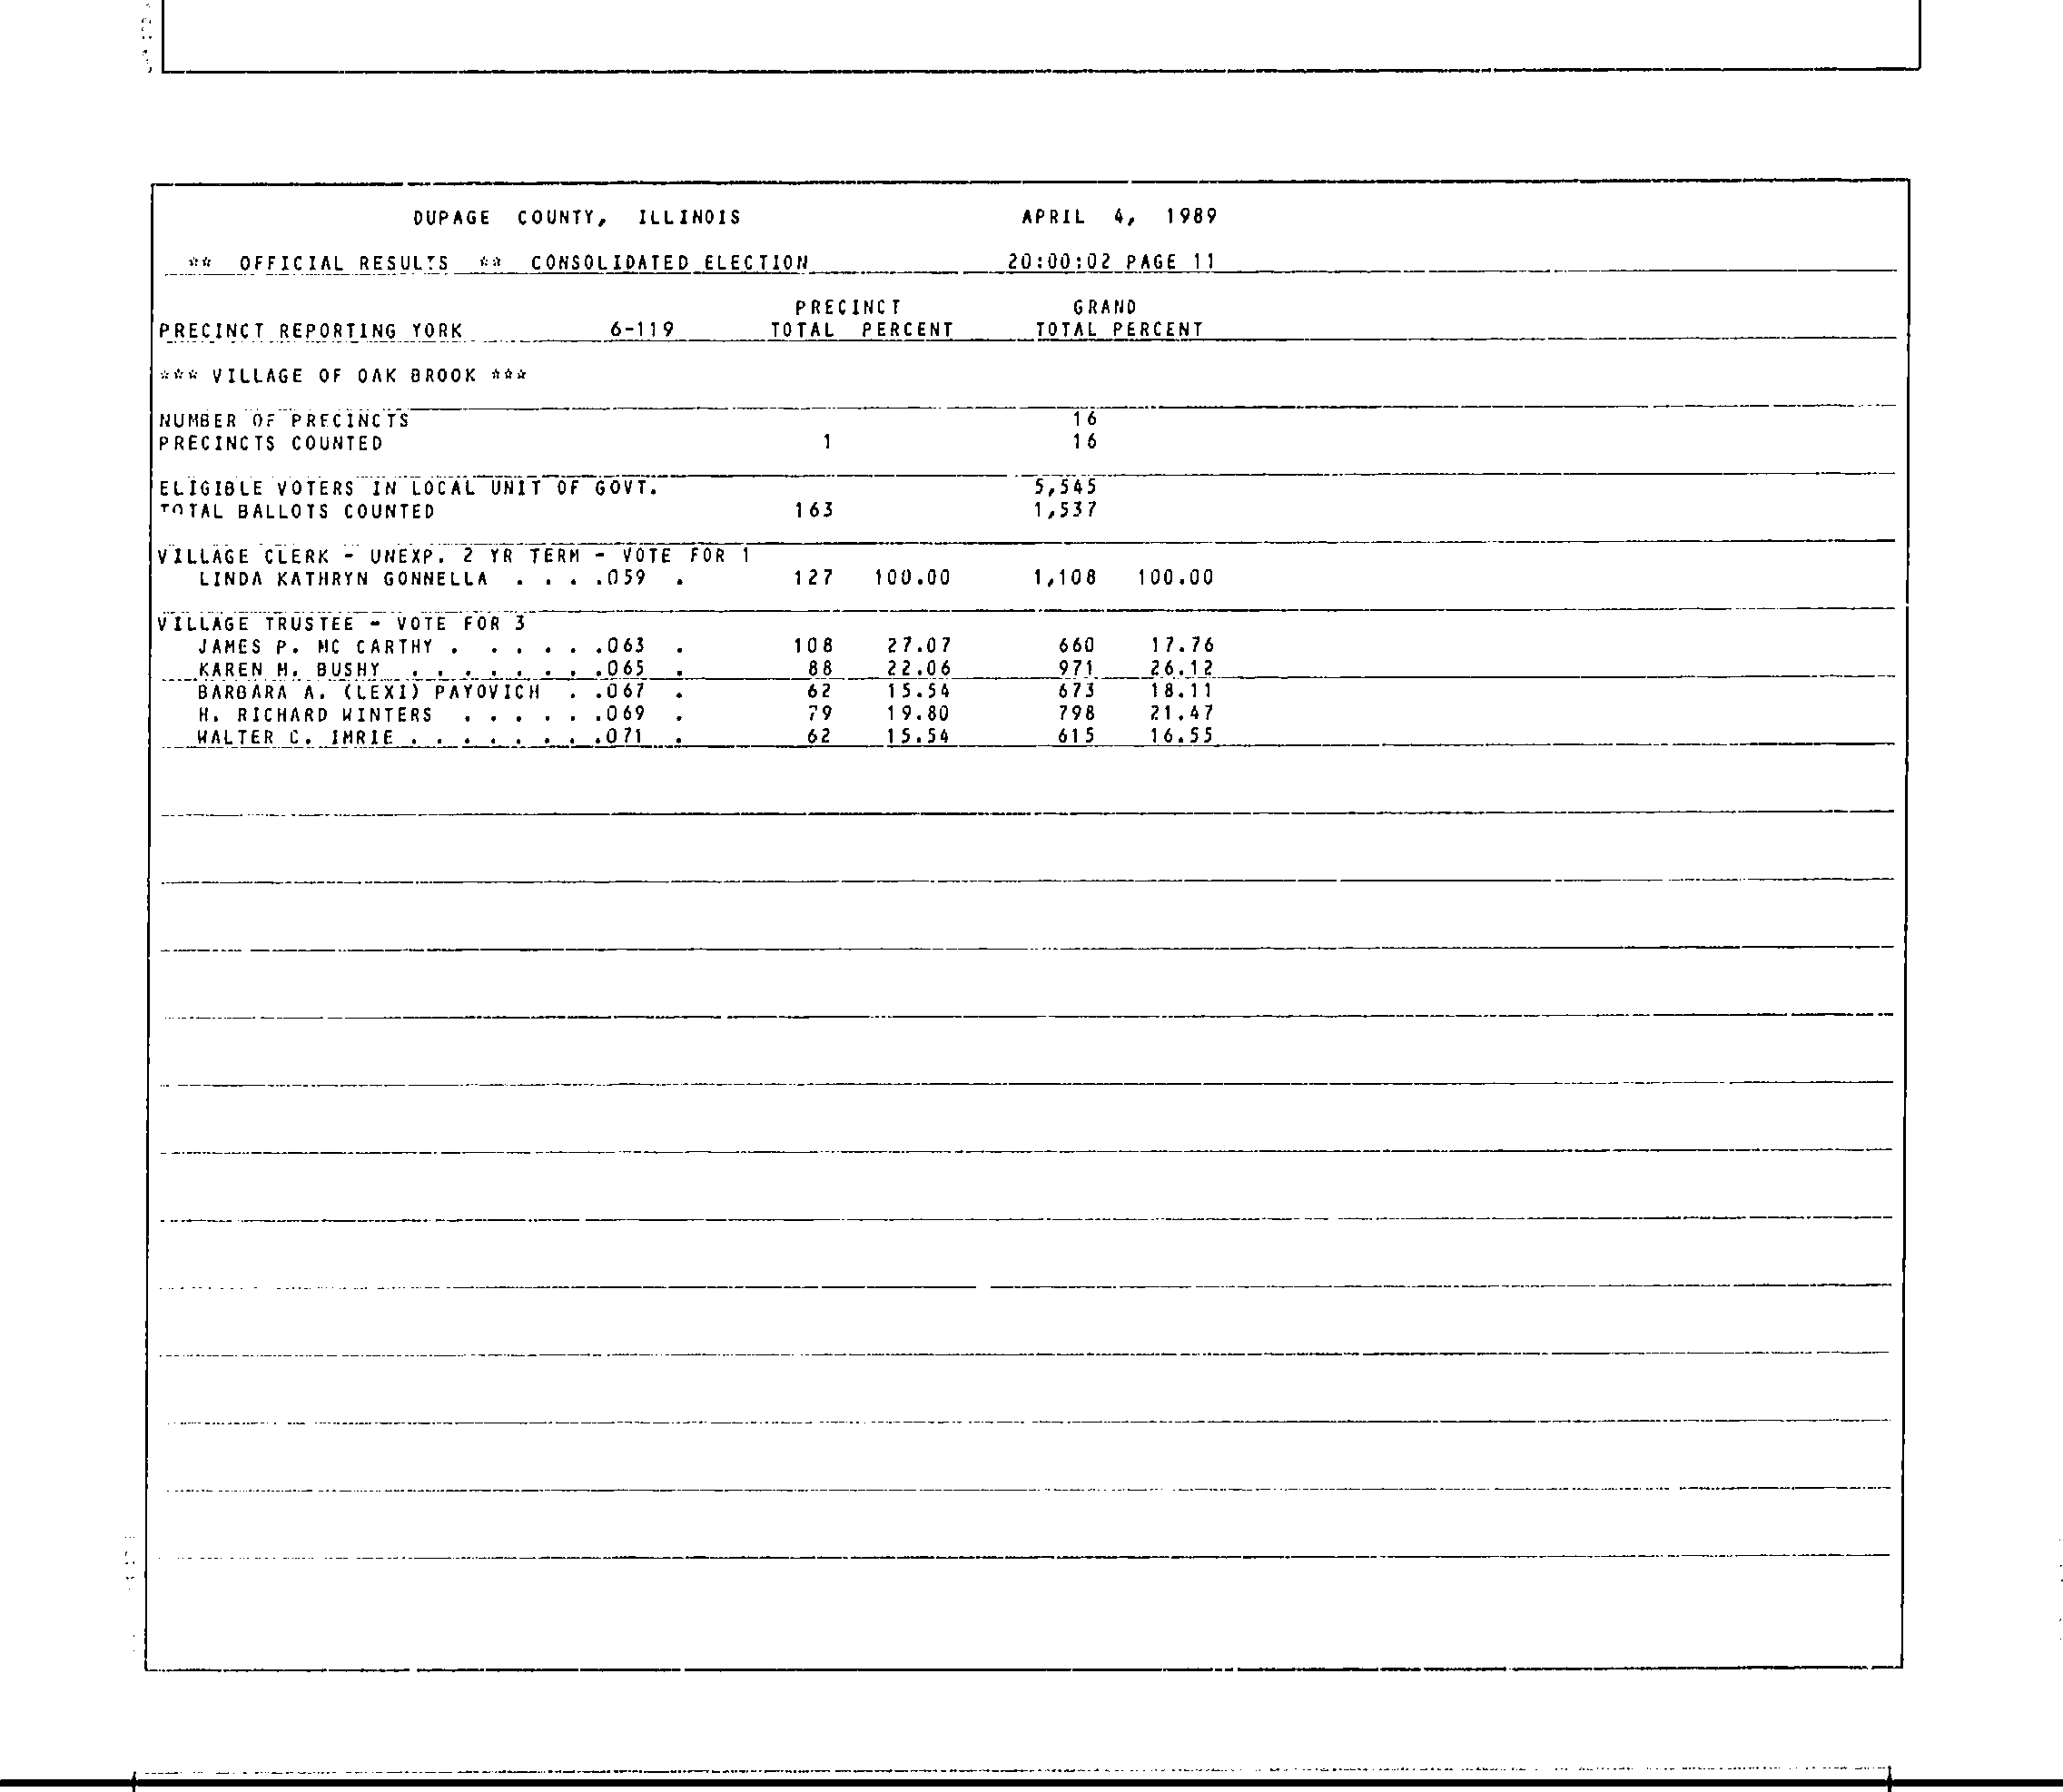 DUPAGE COUNTY, ILLINOIS APRIL 4, 1989
** OFFICIAL RESULTS ** CONSOLIDATED ELECTION 20:00:02 PAGE 11
PRECINCT GRAND
PRECINCT REPORTING YORK 6-119 TOTAL PERCENT TOTAL PERCENT
*** VILLAGE OF OAK BROOK ***
NUMBER OF PRECINCTS 16
PRECINCTS COUNTED 1 16
ELIGIBLE VOTERS IN LOCAL UNIT OF GOVT. 5,545
TOTAL BALLOTS COUNTED 163 1,537
VILLAGE CLERK - UNEXP. 2 YR TERM - VOTE FOR 1
LINDA KATHRYN GONNELLA . . . .059 . 127 100.00 1,108 100.00
VILLAGE TRUSTEE - VOTE FOR 3
JAMES P. MC CARTHY . . . . . .063 . 108 27.07 660 17.76
KAREN M. BUSHY . . . . . . . .065 . 88 22.06 971 26.12
BARBARA A. (LEXI) PAYOVICH . .067 . 62 15.54 673 18.11
H. RICHARD WINTERS . . . . . .069 . 79 19.80 798 21.47
WALTER C. IMRIE . . . . . . . .071 . 62 15.54 615 16.55